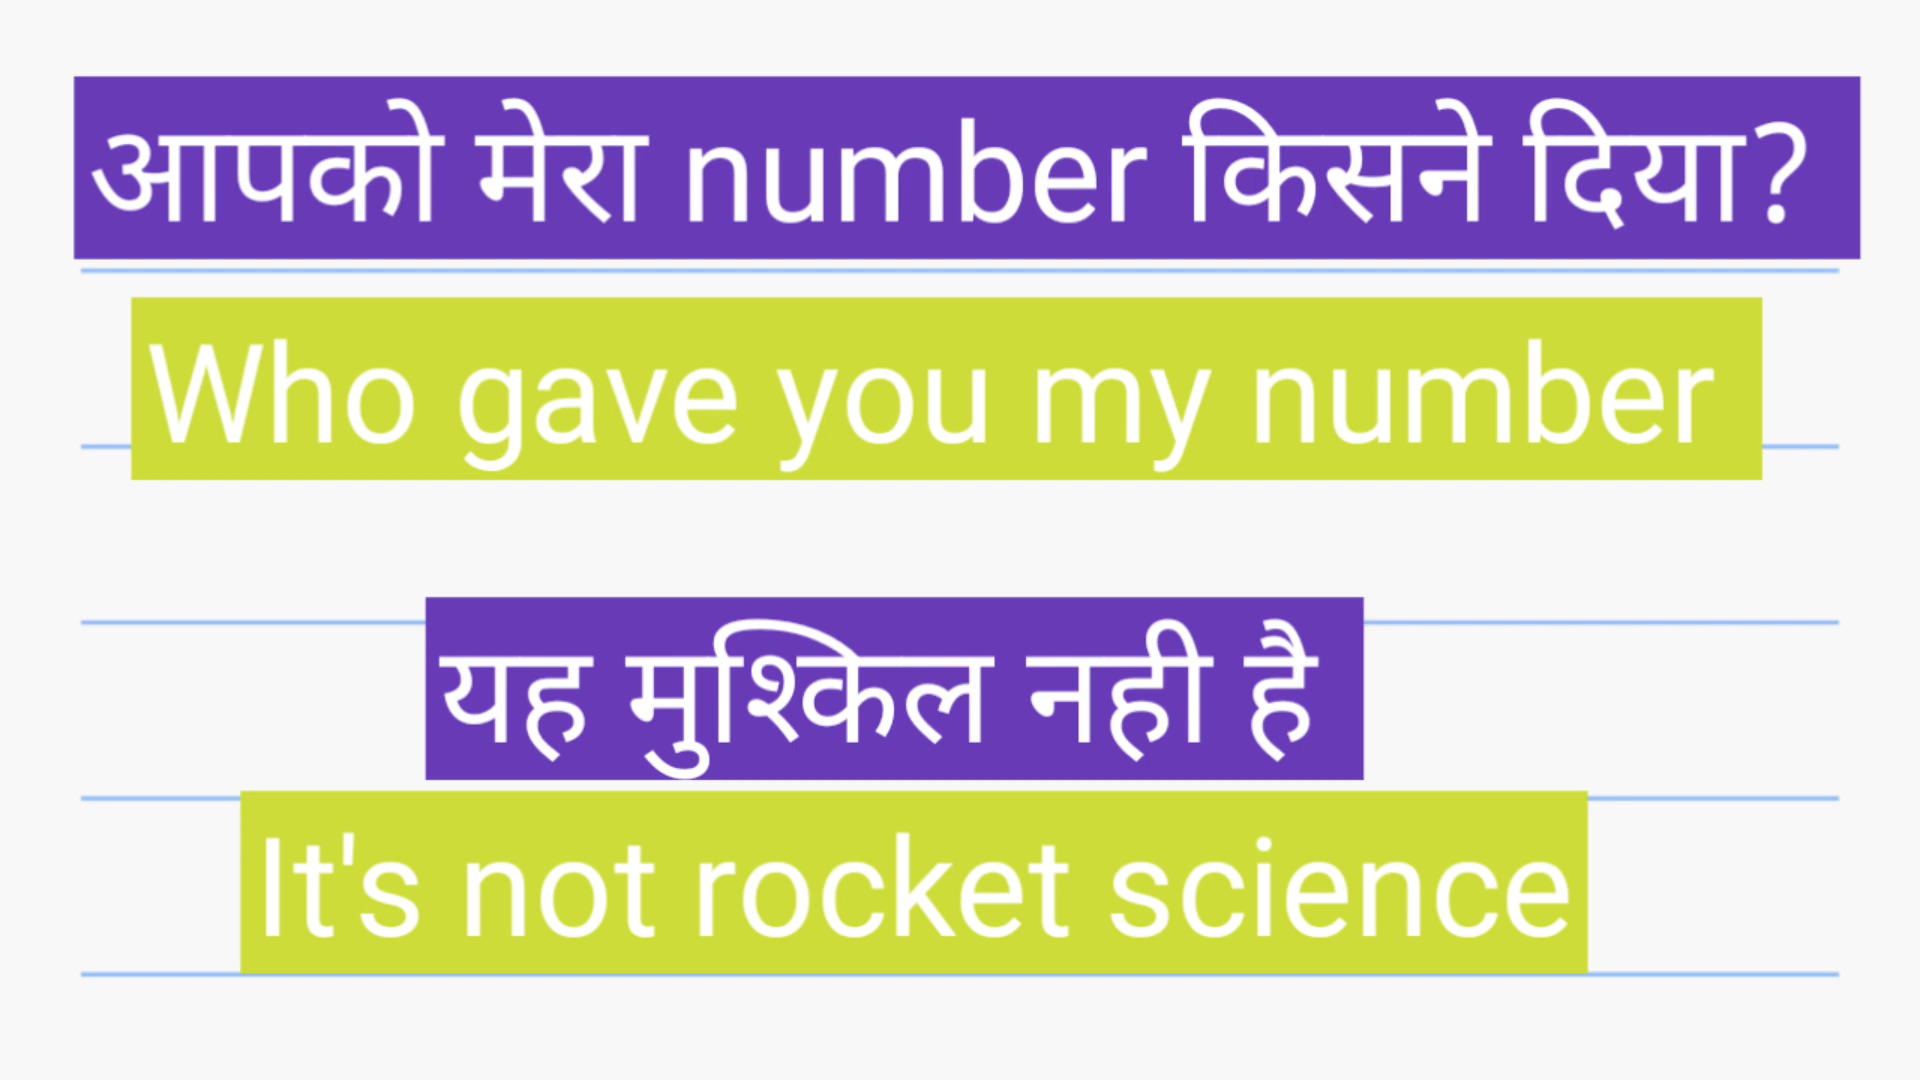 आपको मेरा number किसने दिया?
Who gave you my number
यह मुश्किल नही है
It's not rocket science